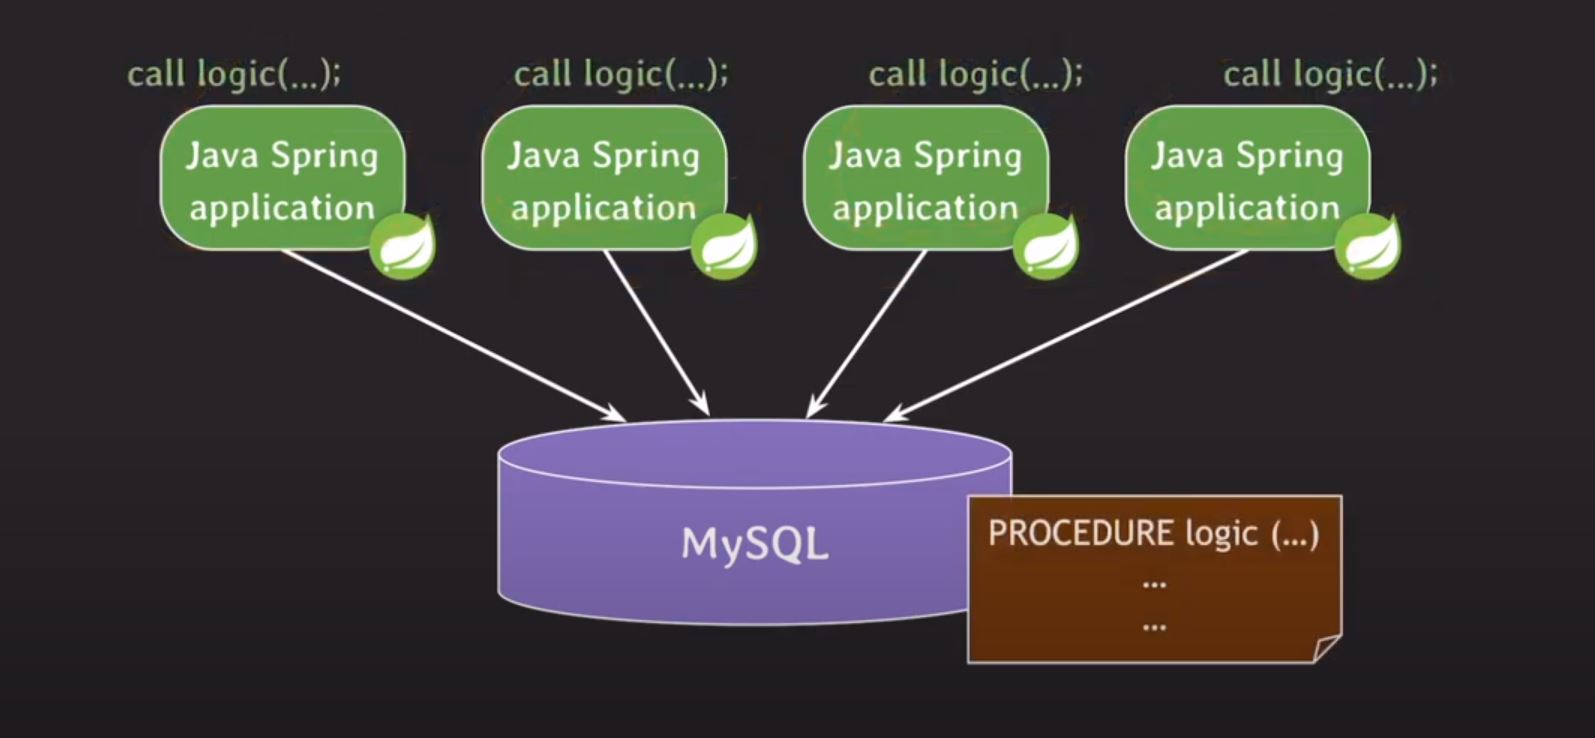 call logic(...);
call logic(...);
call logic(...);
call logic(...);
Java Spring
application
Java Spring
application
Java Spring
application
Java Spring
application
MySQL
PROCEDURE logic (...)
...
...